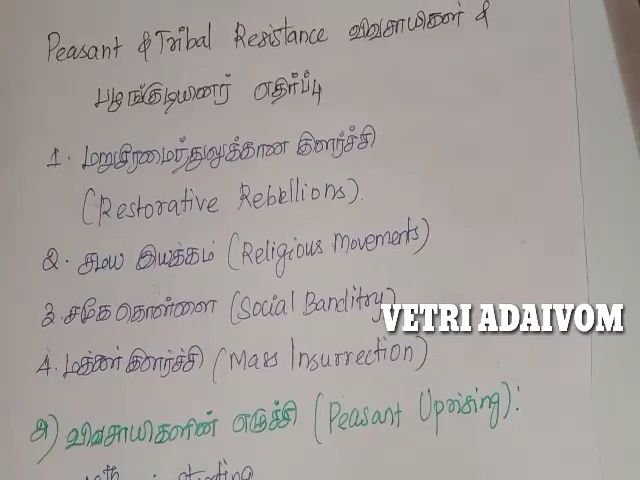 Peasant & Tribal Resistance விவசாயிகள் &
பழங்குடியினர் எதிர்ப்பு
1. மறுசீரமைத்தலுக்கான கிளர்ச்சி
(Restorative Rebellions).
2. சமய இயக்கம் (Religious Movements)
3. சமூக கொள்ளை (Social Banditry)
VETRI ADAIVOM
4. மக்கள் கிளர்ச்சி (Mass Insurrection)
அ) விவசாயிகளின் எழுச்சி (Peasant Uprising):